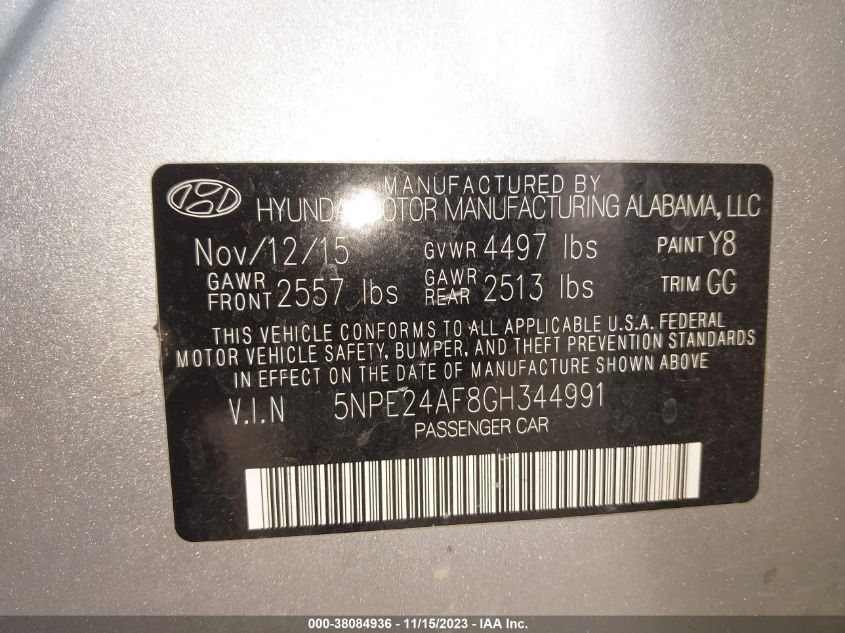 MANUFACTURED BY
HYUNDAI MOTOR MANUFACTURING ALABAMA, LLC
Nov/12/15 GVWR 4497 lbs PAINT Y8
GAWR FRONT 2557 lbs GAWR REAR 2513 lbs TRIM GG
THIS VEHICLE CONFORMS TO ALL APPLICABLE U.S.A. FEDERAL
MOTOR VEHICLE SAFETY, BUMPER, AND THEFT PREVENTION STANDARDS
IN EFFECT ON THE DATE OF MANUFACTURE SHOWN ABOVE
V.I.N 5NPE24AF8GH344991
PASSENGER CAR
000-38084936 - 11/15/2023 - IAA Inc.